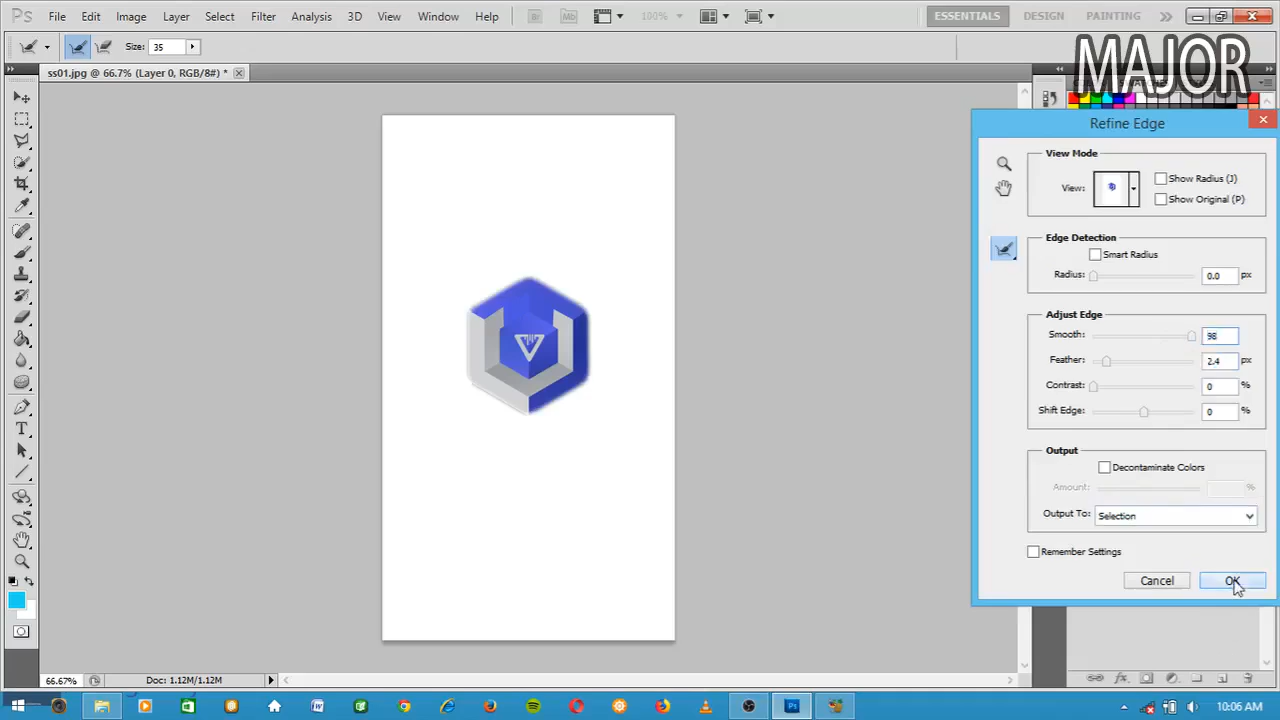 Ps File Edit Image Layer Select Filter Analysis 3D View Window Help Br Mb 100% ESSENTIALS DESIGN PAINTING
Size: 35
MAJOR
ss01.jpg @ 66.7% (Layer 0, RGB/8#) *
Refine Edge
View Mode
View:
Show Radius (J)
Show Original (P)
Edge Detection
Smart Radius
Radius: 0.0 px
Adjust Edge
Smooth: 98
Feather: 2.4 px
Contrast: 0 %
Shift Edge: 0 %
Output
Decontaminate Colors
Amount: %
Output To: Selection
Remember Settings
Cancel OK
66.67% Doc: 1.12M/1.12M
10:06 AM